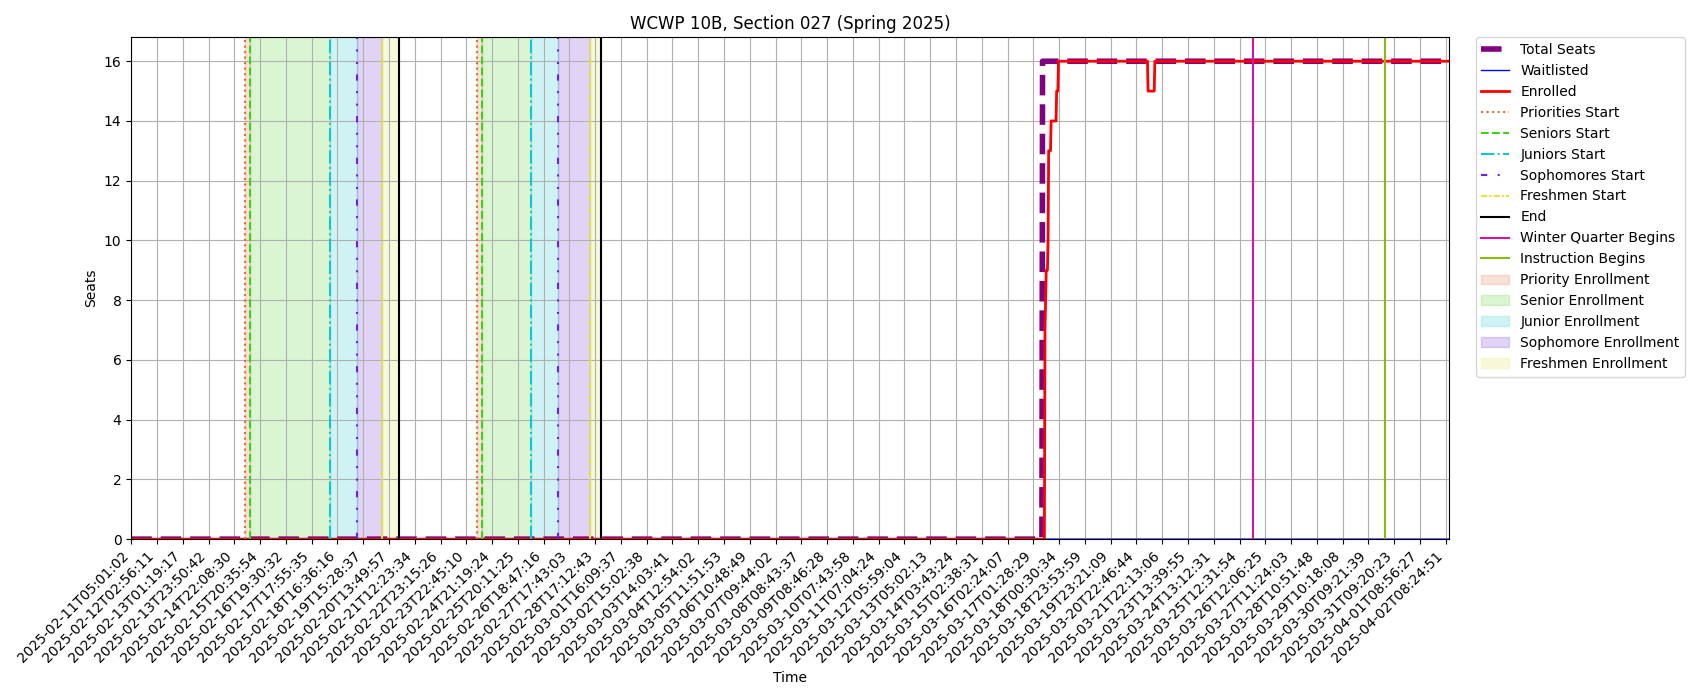 WCWP 10B, Section 027 (Spring 2025)
Seats
16
14
12
10
8
6
4
2
0
2025-02-11T05:01:02
2025-02-12T02:56:11
2025-02-13T01:19:17
2025-02-13T23:50:42
2025-02-14T22:08:30
2025-02-15T20:35:54
2025-02-16T19:30:32
2025-02-17T17:55:35
2025-02-18T16:36:16
2025-02-19T15:28:37
2025-02-20T13:49:57
2025-02-21T12:23:34
2025-02-22T23:15:26
2025-02-23T22:45:10
2025-02-24T21:19:24
2025-02-25T20:11:25
2025-02-26T18:47:16
2025-02-27T17:43:03
2025-02-28T17:12:43
2025-03-01T16:09:37
2025-03-02T15:02:38
2025-03-03T14:03:41
2025-03-04T12:54:02
2025-03-05T11:51:53
2025-03-06T10:48:49
2025-03-07T09:44:02
2025-03-08T08:43:37
2025-03-09T08:46:28
2025-03-10T07:43:58
2025-03-11T07:04:24
2025-03-12T05:59:04
2025-03-13T05:02:13
2025-03-14T03:43:24
2025-03-15T02:38:31
2025-03-16T02:24:07
2025-03-17T01:28:29
2025-03-18T00:30:34
2025-03-18T23:53:59
2025-03-19T23:21:09
2025-03-20T22:46:44
2025-03-21T22:13:06
2025-03-23T13:39:55
2025-03-24T13:12:31
2025-03-25T12:31:54
2025-03-26T12:06:25
2025-03-27T11:24:03
2025-03-28T10:51:48
2025-03-29T10:18:08
2025-03-30T09:21:39
2025-03-31T09:20:23
2025-04-01T08:56:27
2025-04-02T08:24:51
Time
Total Seats
Waitlisted
Enrolled
Priorities Start
Seniors Start
Juniors Start
Sophomores Start
Freshmen Start
End
Winter Quarter Begins
Instruction Begins
Priority Enrollment
Senior Enrollment
Junior Enrollment
Sophomore Enrollment
Freshmen Enrollment